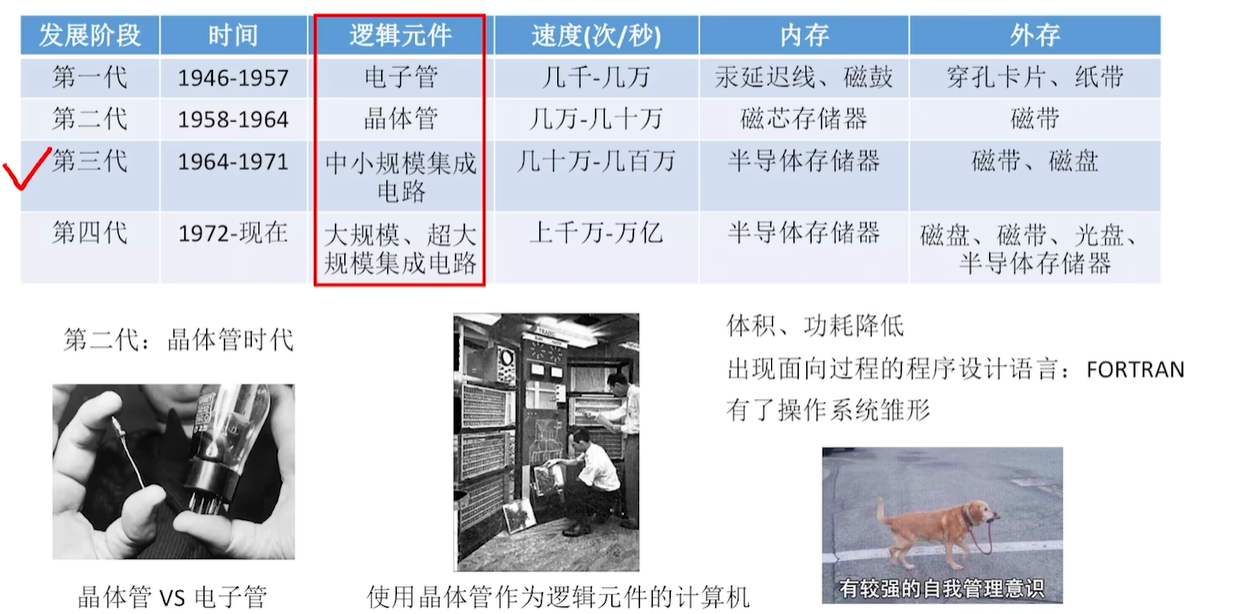 发展阶段 时间 逻辑元件 速度(次/秒) 内存 外存
第一代 1946-1957 电子管 几千-几万 汞延迟线、磁鼓 穿孔卡片、纸带
第二代 1958-1964 晶体管 几万-几十万 磁芯存储器 磁带
第三代 1964-1971 中小规模集成 几十万-几百万 半导体存储器 磁带、磁盘
电路
第四代 1972-现在 大规模、超大 上千万-万亿 半导体存储器 磁盘、磁带、光盘、
规模集成电路 半导体存储器
第二代：晶体管时代
体积、功耗降低
出现面向过程的程序设计语言：FORTRAN
有了操作系统雏形
TRADIC
有较强的自我管理意识
晶体管 VS 电子管
使用晶体管作为逻辑元件的计算机